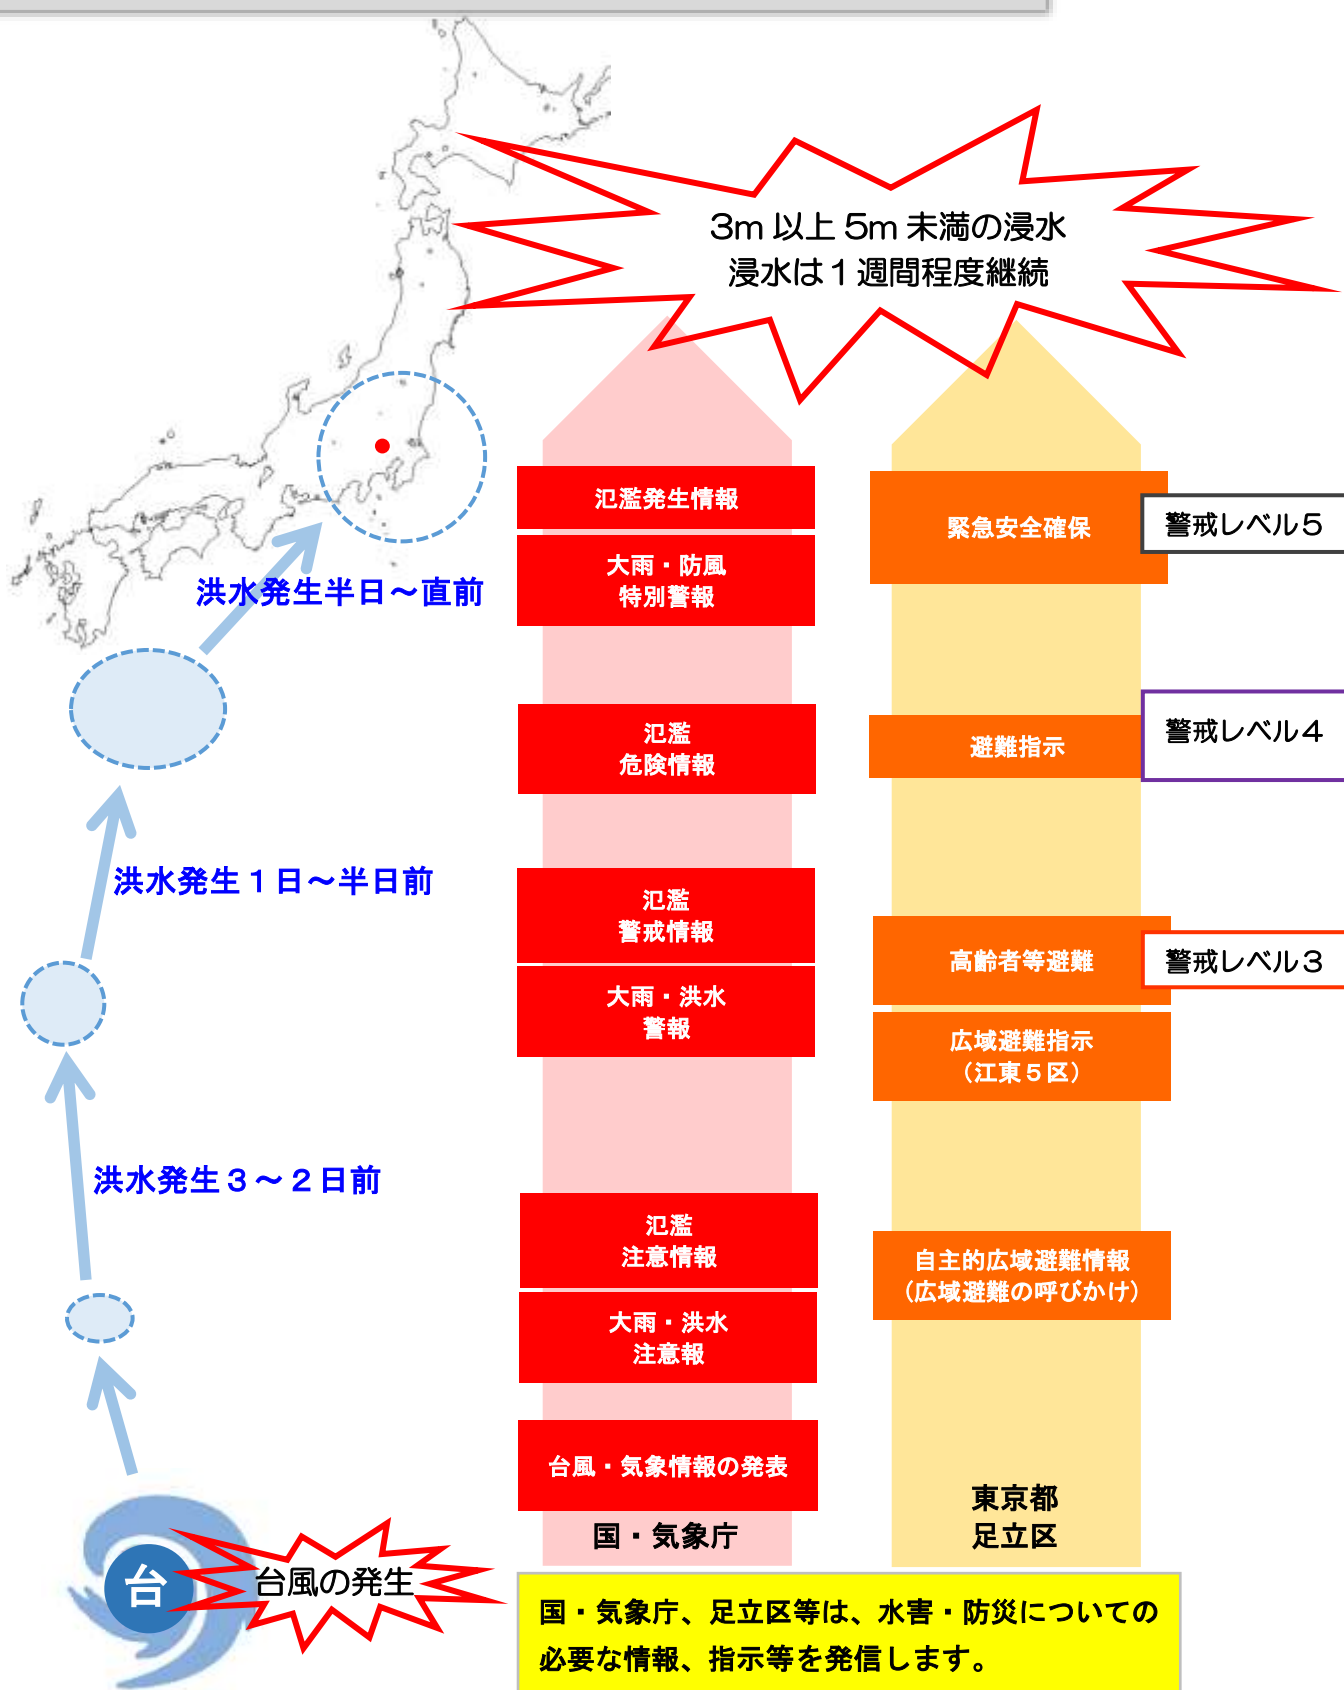 3m 以上 5m 未満の浸水
浸水は１週間程度継続
氾濫発生情報
大雨・防風
特別警報
緊急安全確保
警戒レベル５
洪水発生半日～直前
氾濫
危険情報
避難指示
警戒レベル４
洪水発生１日～半日前
氾濫
警戒情報
大雨・洪水
警報
高齢者等避難
警戒レベル３
広域避難指示
（江東５区）
洪水発生３～２日前
氾濫
注意情報
大雨・洪水
注意報
自主的広域避難情報
（広域避難の呼びかけ）
台風・気象情報の発表
国・気象庁
東京都
足立区
台
台風の発生
国・気象庁、足立区等は、水害・防災についての
必要な情報、指示等を発信します。